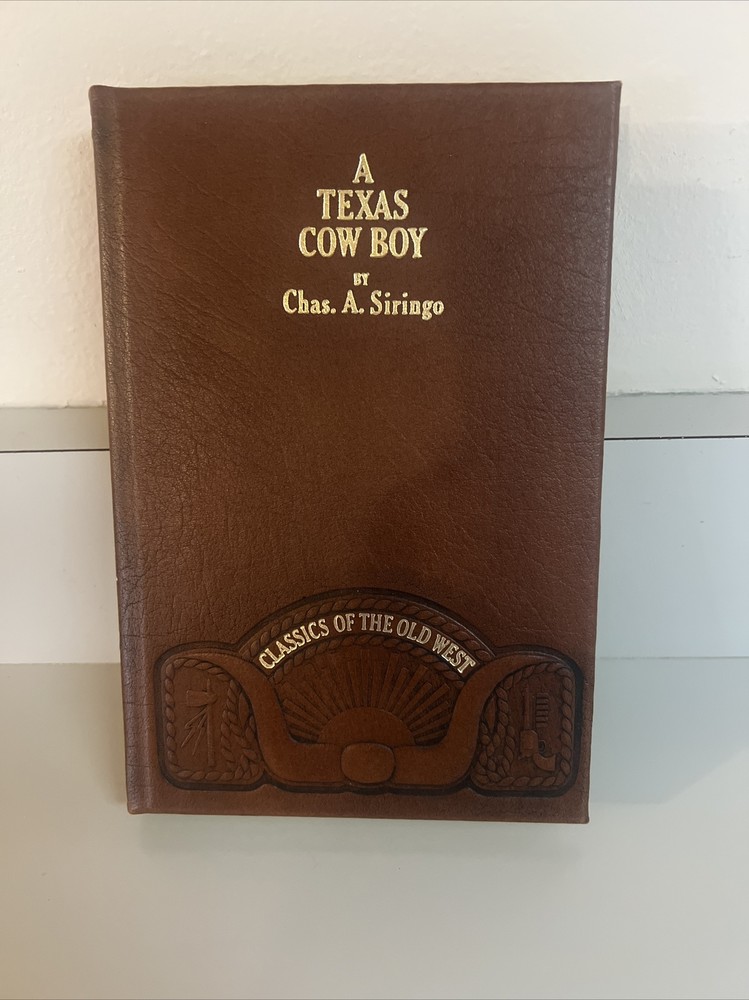 A
TEXAS
COW BOY
BY
Chas. A. Siringo
CLASSICS OF THE OLD WEST